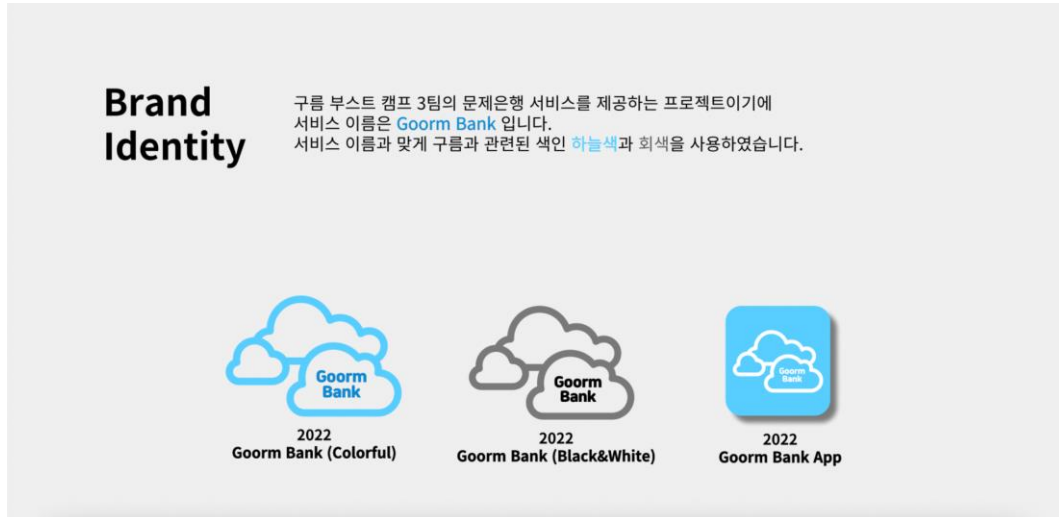 Brand
Identity
구름 부스트 캠프 3팀의 문제은행 서비스를 제공하는 프로젝트이기에
서비스 이름은 Goorm Bank 입니다.
서비스 이름과 맞게 구름과 관련된 색인 하늘색과 회색을 사용하였습니다.
Goorm
Bank
2022
Goorm Bank (Colorful)
Goorm
Bank
2022
Goorm Bank (Black&White)
Goorm
Bank
2022
Goorm Bank App